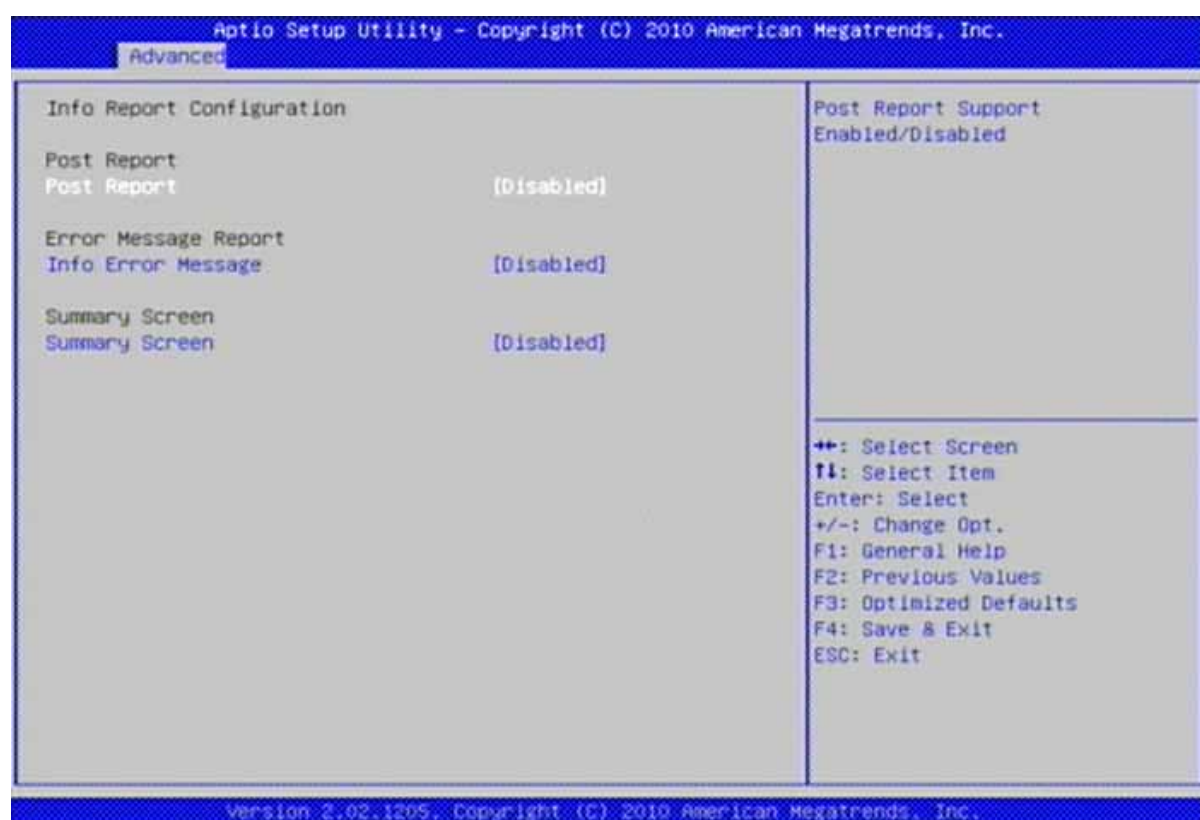 Aptio Setup Utility - Copyright (C) 2010 American Megatrends, Inc.
Advanced
Info Report Configuration
Post Report
Post Report [Disabled]
Error Message Report
Info Error Message [Disabled]
Summary Screen
Summary Screen [Disabled]
Post Report Support
Enabled/Disabled
→←: Select Screen
↑↓: Select Item
Enter: Select
+/-: Change Opt.
F1: General Help
F2: Previous Values
F3: Optimized Defaults
F4: Save & Exit
ESC: Exit
Version 2.02.1205. Copyright (C) 2010 American Megatrends, Inc.